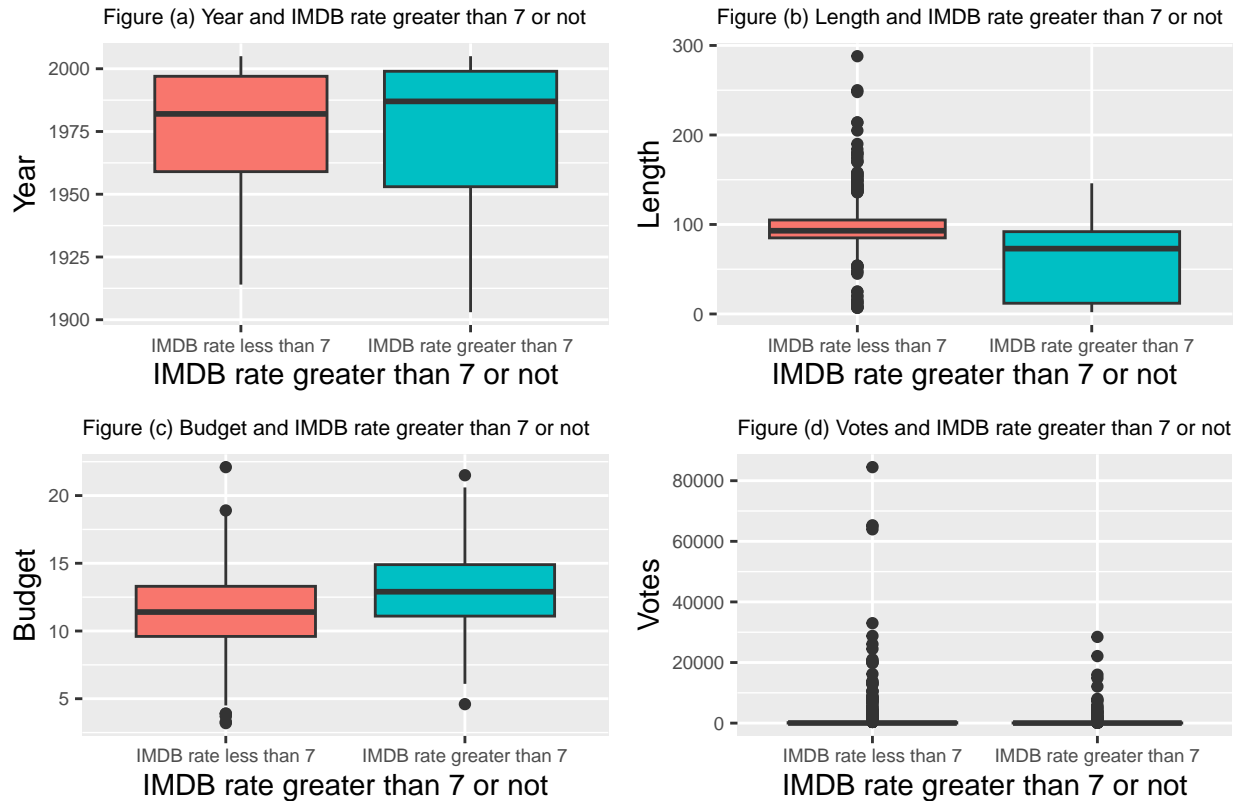 Figure (a) Year and IMDB rate greater than 7 or not
2000
1975
1950
1925
1900
Year
IMDB rate less than 7
IMDB rate greater than 7
IMDB rate greater than 7 or not
Figure (b) Length and IMDB rate greater than 7 or not
300
200
100
0
Length
IMDB rate less than 7
IMDB rate greater than 7
IMDB rate greater than 7 or not
Figure (c) Budget and IMDB rate greater than 7 or not
20
15
10
5
Budget
IMDB rate less than 7
IMDB rate greater than 7
IMDB rate greater than 7 or not
Figure (d) Votes and IMDB rate greater than 7 or not
80000
60000
40000
20000
0
Votes
IMDB rate less than 7
IMDB rate greater than 7
IMDB rate greater than 7 or not